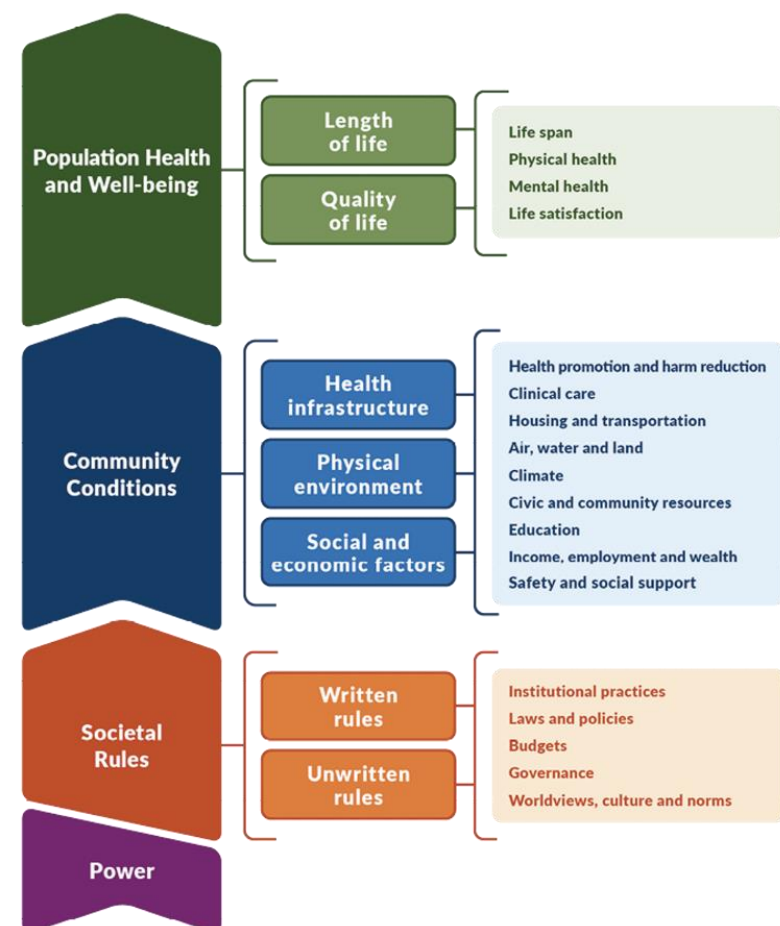 Population Health
and Well-being
Length
of life
Quality
of life
Life span
Physical health
Mental health
Life satisfaction
Community
Conditions
Health
infrastructure
Physical
environment
Social and
economic factors
Health promotion and harm reduction
Clinical care
Housing and transportation
Air, water and land
Climate
Civic and community resources
Education
Income, employment and wealth
Safety and social support
Societal
Rules
Written
rules
Unwritten
rules
Institutional practices
Laws and policies
Budgets
Governance
Worldviews, culture and norms
Power